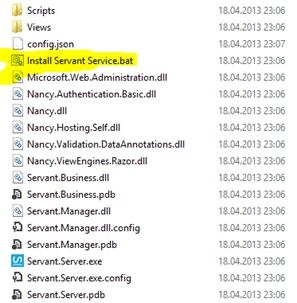 Scripts 18.04.2013 23:06
Views 18.04.2013 23:06
config.json 18.04.2013 23:07
Install Servant Service.bat 18.04.2013 23:06
Microsoft.Web.Administration.dll 18.04.2013 23:06
Nancy.Authentication.Basic.dll 18.04.2013 23:06
Nancy.dll 18.04.2013 23:06
Nancy.Hosting.Self.dll 18.04.2013 23:06
Nancy.Validation.DataAnnotations.dll 18.04.2013 23:06
Nancy.ViewEngines.Razor.dll 18.04.2013 23:06
Servant.Business.dll 18.04.2013 23:06
Servant.Business.pdb 18.04.2013 23:06
Servant.Manager.dll 18.04.2013 23:06
Servant.Manager.dll.config 18.04.2013 23:06
Servant.Manager.pdb 18.04.2013 23:06
Servant.Server.exe 18.04.2013 23:06
Servant.Server.exe.config 18.04.2013 23:06
Servant.Server.pdb 18.04.2013 23:06